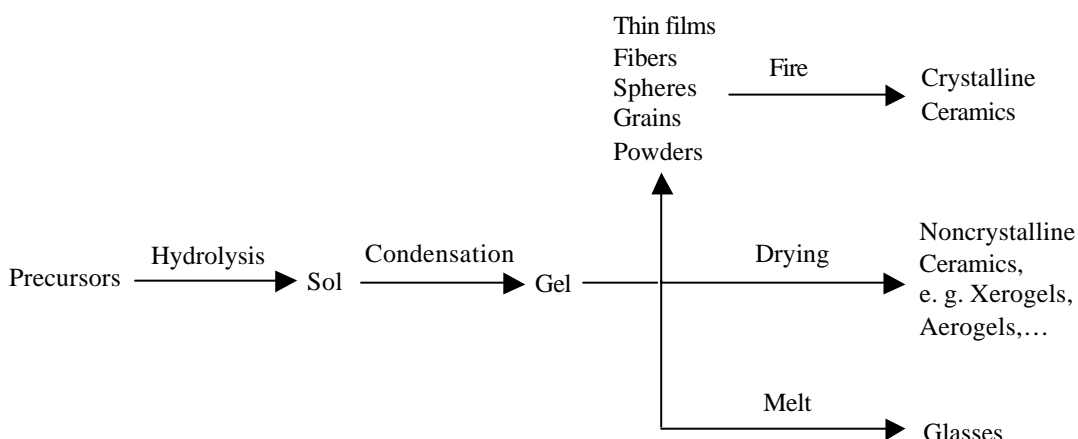 Thin films
Fibers
Spheres
Grains
Powders
Fire
Crystalline
Ceramics
Precursors
Hydrolysis
Sol
Condensation
Gel
Drying
Noncrystalline
Ceramics,
e. g. Xerogels,
Aerogels,…
Melt
Glasses